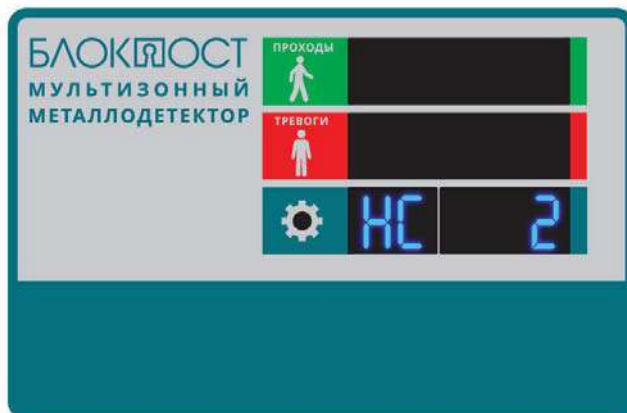 БЛОКПОСТ
МУЛЬТИЗОННЫЙ
МЕТАЛЛОДЕТЕКТОР
ПРОХОДЫ
ТРЕВОГИ
НС 2